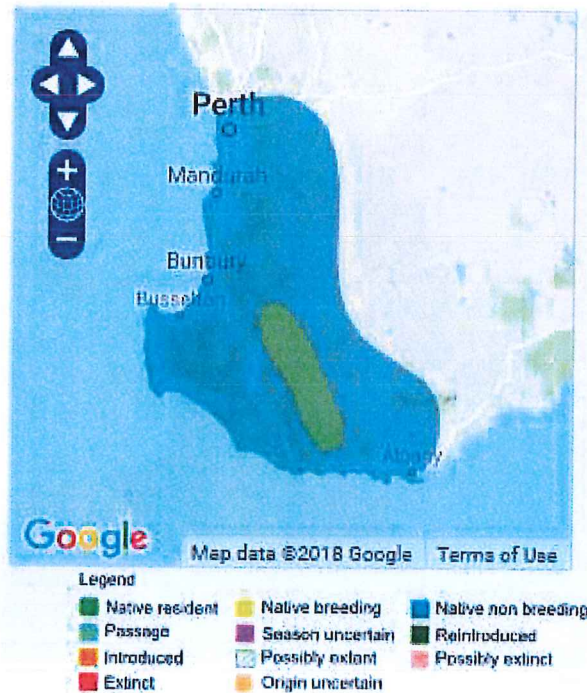 Perth
Mandurah
Bunbury
Busselton
Albany
Google
Map data ©2018 Google Terms of Use
Legend
Native resident Native breeding Native non breeding
Passage Season uncertain Reintroduced
Introduced Possibly extant Possibly extinct
Extinct Origin uncertain